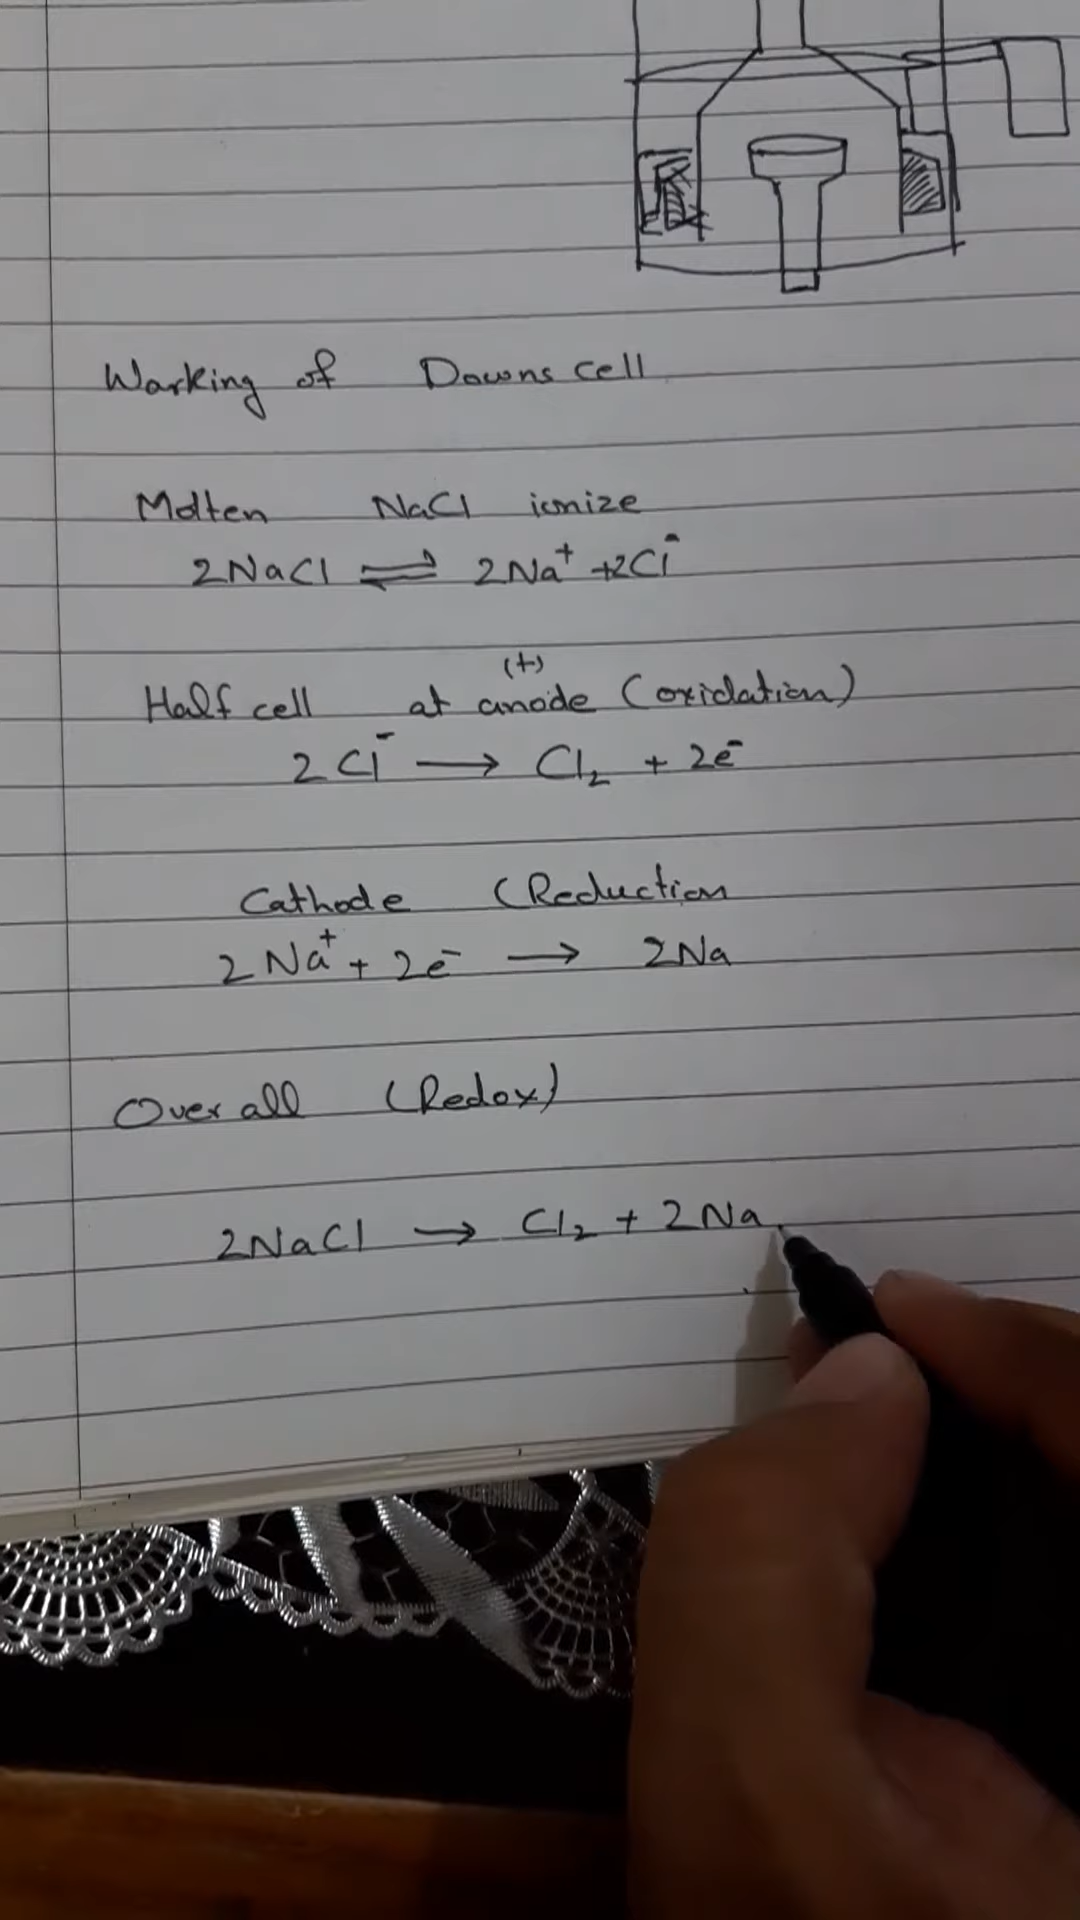 Working of Downs cell
Molten NaCl ionize
2NaCl ⇌ 2Na⁺ + 2Cl⁻
(+)
Half cell at anode (oxidation)
2Cl⁻ → Cl₂ + 2e⁻
Cathode (Reduction
2Na⁺ + 2e⁻ → 2Na
Over all (Redox)
2NaCl → Cl₂ + 2Na